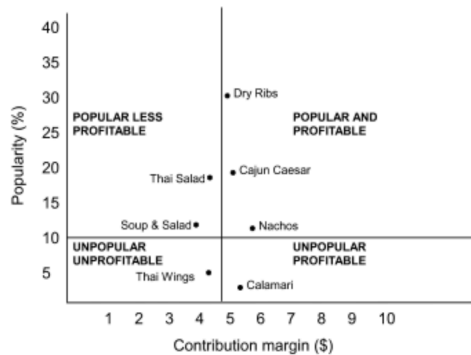 40
35
30
25
20
15
10
5
Popularity (%)
Dry Ribs
POPULAR LESS
PROFITABLE
POPULAR AND
PROFITABLE
Thai Salad
Cajun Caesar
Soup & Salad
Nachos
UNPOPULAR
UNPROFITABLE
UNPOPULAR
PROFITABLE
Thai Wings
Calamari
1 2 3 4 5 6 7 8 9 10
Contribution margin ($)